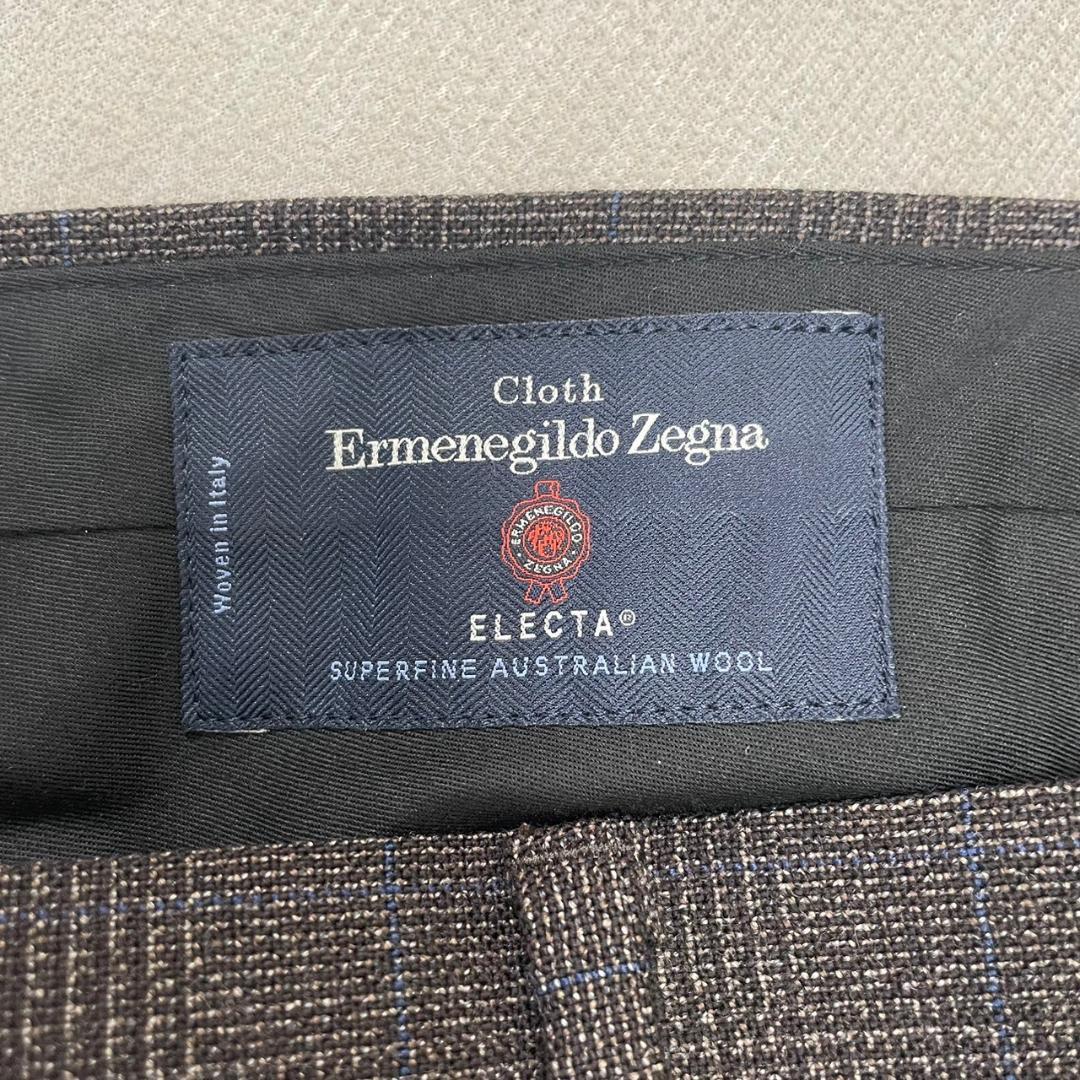 Cloth
Ermenegildo Zegna
Woven in Italy
ERMENEGILDO
ZEGNA
ELECTA®
SUPERFINE AUSTRALIAN WOOL